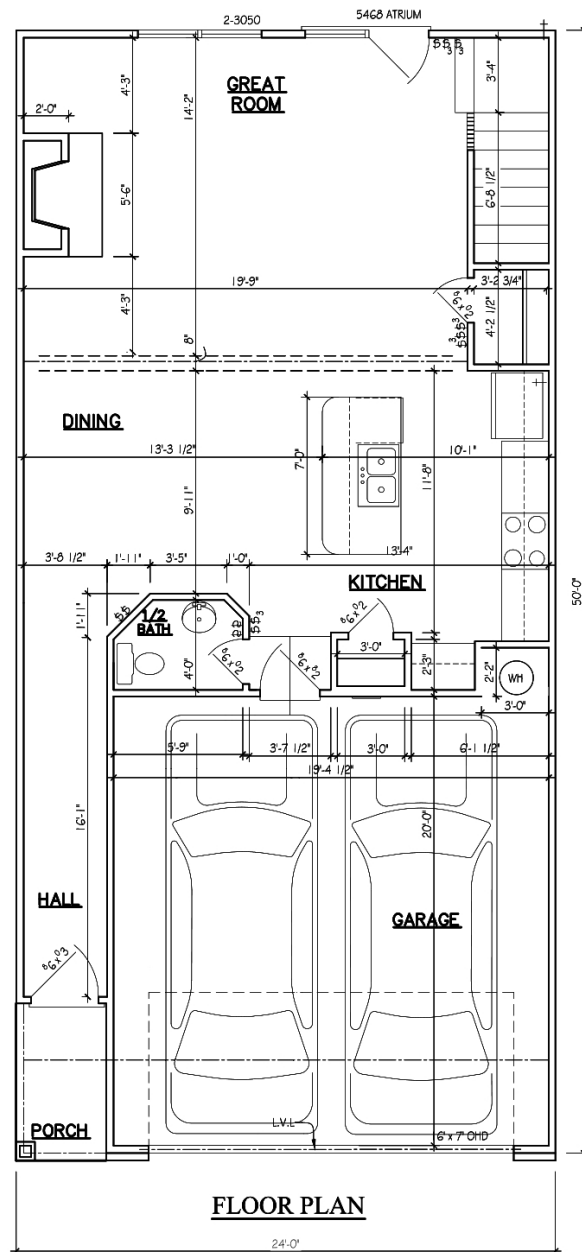 2-3050
5468 ATRIUM
GREAT
ROOM
4'-3"
14'-2"
3'-4"
2'-0"
5'-6"
6'-8 1/2"
19'-9"
3'-2 3/4"
4'-3"
8"
4'-2 1/2"
DINING
13'-3 1/2"
7'-0"
10'-1"
11'-8"
9'-11"
13'-4"
3'-8 1/2"
1'-11"
3'-5"
1'-0"
KITCHEN
50'-0"
1'-11"
1/2
BATH
4'-0"
3'-0"
2'-3"
2'-2"
WH
3'-0"
5'-9"
3'-7 1/2"
3'-0"
6'-1 1/2"
19'-4 1/2"
20'-0"
16'-1"
HALL
GARAGE
PORCH
L.V.L
6' x 7' OHD
FLOOR PLAN
24'-0"